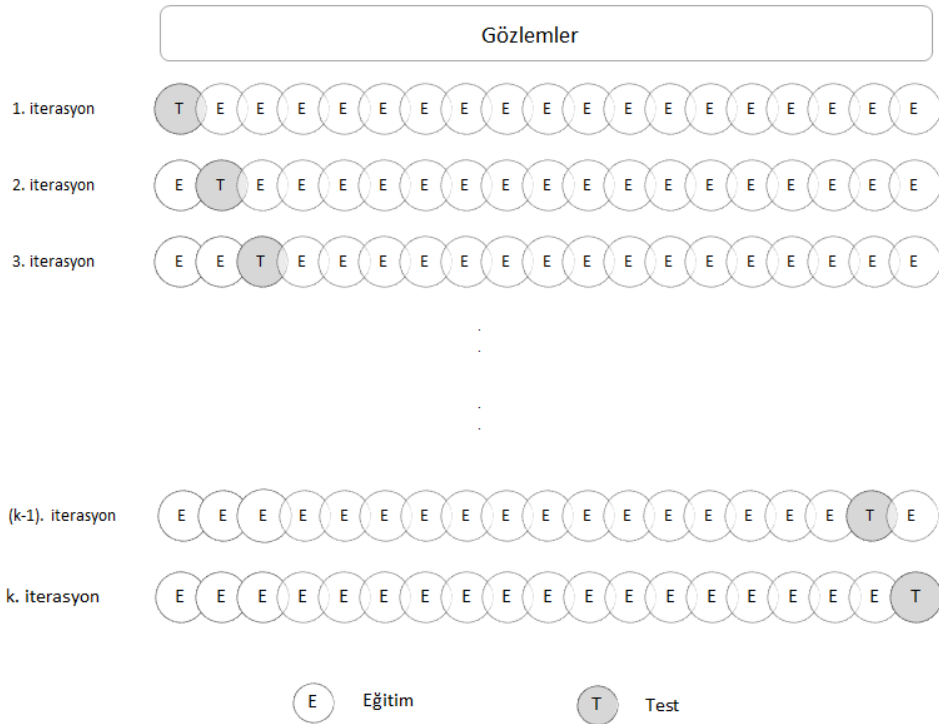 Gözlemler
1. iterasyon T E E E E E E E E E E E E E E E E E E
2. iterasyon E T E E E E E E E E E E E E E E E E E
3. iterasyon E E T E E E E E E E E E E E E E E E E
.
.
.
.
(k-1). iterasyon E E E E E E E E E E E E E E E E E T E
k. iterasyon E E E E E E E E E E E E E E E E E E T
E Eğitim T Test